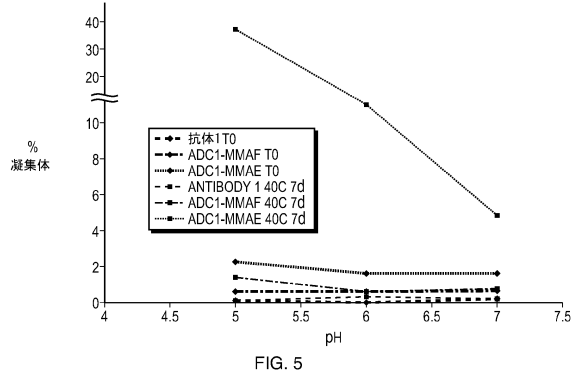 40
30
20
10
8
6
4
2
0
%
凝集体
抗体1T0
ADC1-MMAF T0
ADC1-MMAE T0
ANTIBODY 1 40C 7d
ADC1-MMAF 40C 7d
ADC1-MMAE 40C 7d
4 4.5 5 5.5 6 6.5 7 7.5
pH
FIG. 5